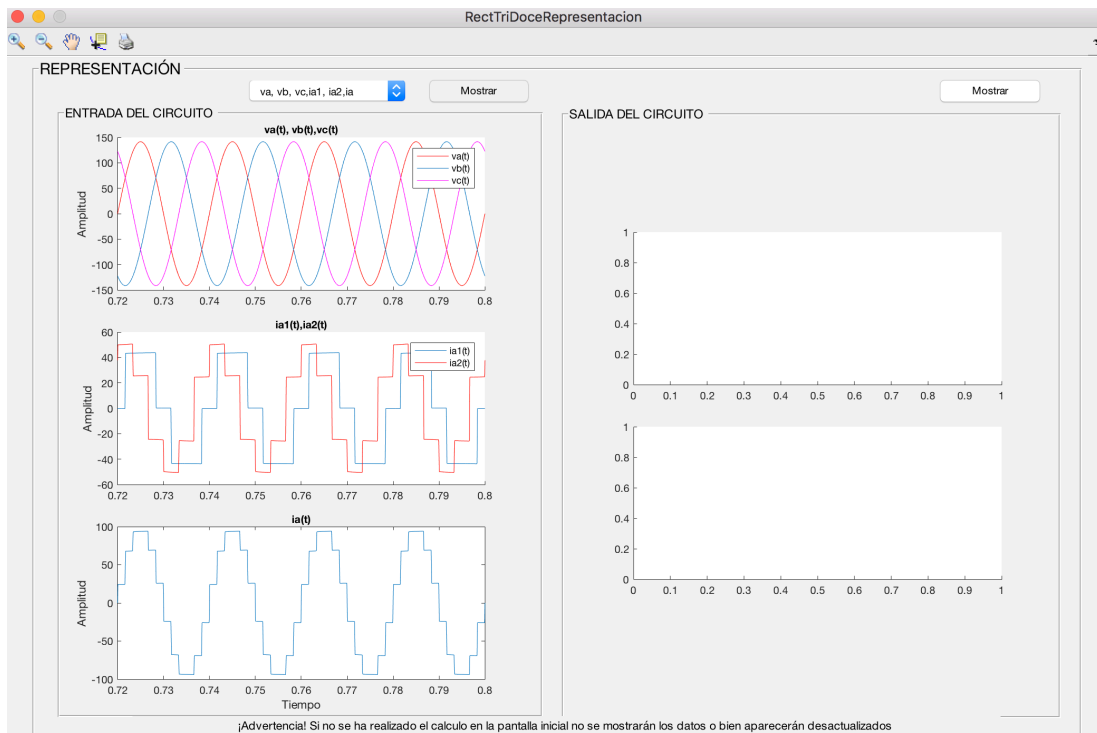 RectTriDoceRepresentacion
REPRESENTACIÓN
va, vb, vc,ia1, ia2,ia
Mostrar
Mostrar
ENTRADA DEL CIRCUITO
va(t), vb(t),vc(t)
150
100
50
0
-50
-100
-150
Amplitud
va(t)
vb(t)
vc(t)
0.72 0.73 0.74 0.75 0.76 0.77 0.78 0.79 0.8
ia1(t),ia2(t)
60
40
20
0
-20
-40
-60
Amplitud
ia1(t)
ia2(t)
0.72 0.73 0.74 0.75 0.76 0.77 0.78 0.79 0.8
ia(t)
100
50
0
-50
-100
Amplitud
0.72 0.73 0.74 0.75 0.76 0.77 0.78 0.79 0.8
Tiempo
SALIDA DEL CIRCUITO
1
0.8
0.6
0.4
0.2
0
0 0.1 0.2 0.3 0.4 0.5 0.6 0.7 0.8 0.9 1
1
0.8
0.6
0.4
0.2
0
0 0.1 0.2 0.3 0.4 0.5 0.6 0.7 0.8 0.9 1
¡Advertencia! Si no se ha realizado el calculo en la pantalla inicial no se mostrarán los datos o bien aparecerán desactualizados